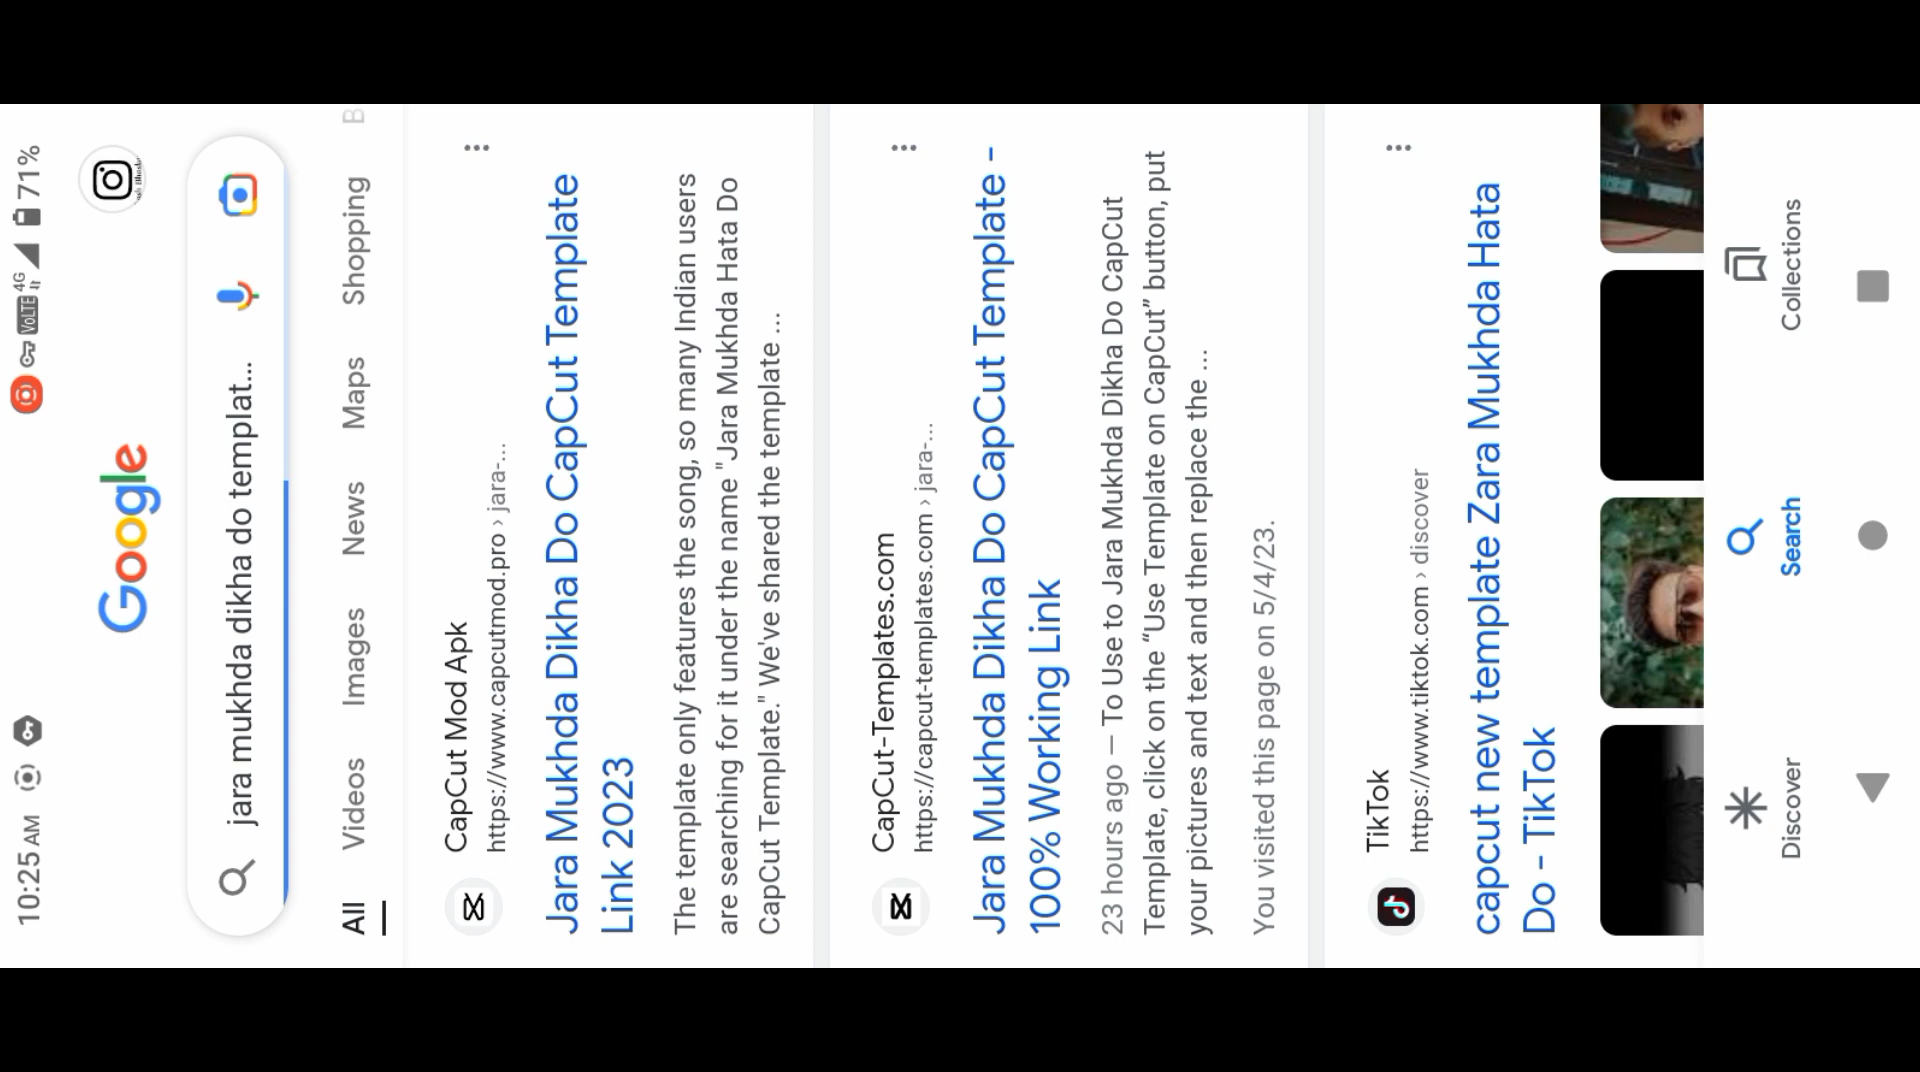 10:25 AM
VoLTE 4G 71%
Google
jara mukhda dikha do templat...
All Videos Images News Maps Shopping B
CapCut Mod Apk
https://www.capcutmod.pro › jara-...
Jara Mukhda Dikha Do CapCut Template
Link 2023
The template only features the song, so many Indian users
are searching for it under the name "Jara Mukhda Hata Do
CapCut Template." We've shared the template ...
CapCut-Templates.com
https://capcut-templates.com › jara-...
Jara Mukhda Dikha Do CapCut Template -
100% Working Link
23 hours ago — To Use to Jara Mukhda Dikha Do CapCut
Template, click on the “Use Template on CapCut” button, put
your pictures and text and then replace the ...
You visited this page on 5/4/23.
TikTok
https://www.tiktok.com › discover
capcut new template Zara Mukhda Hata
Do - TikTok
Discover Search Collections